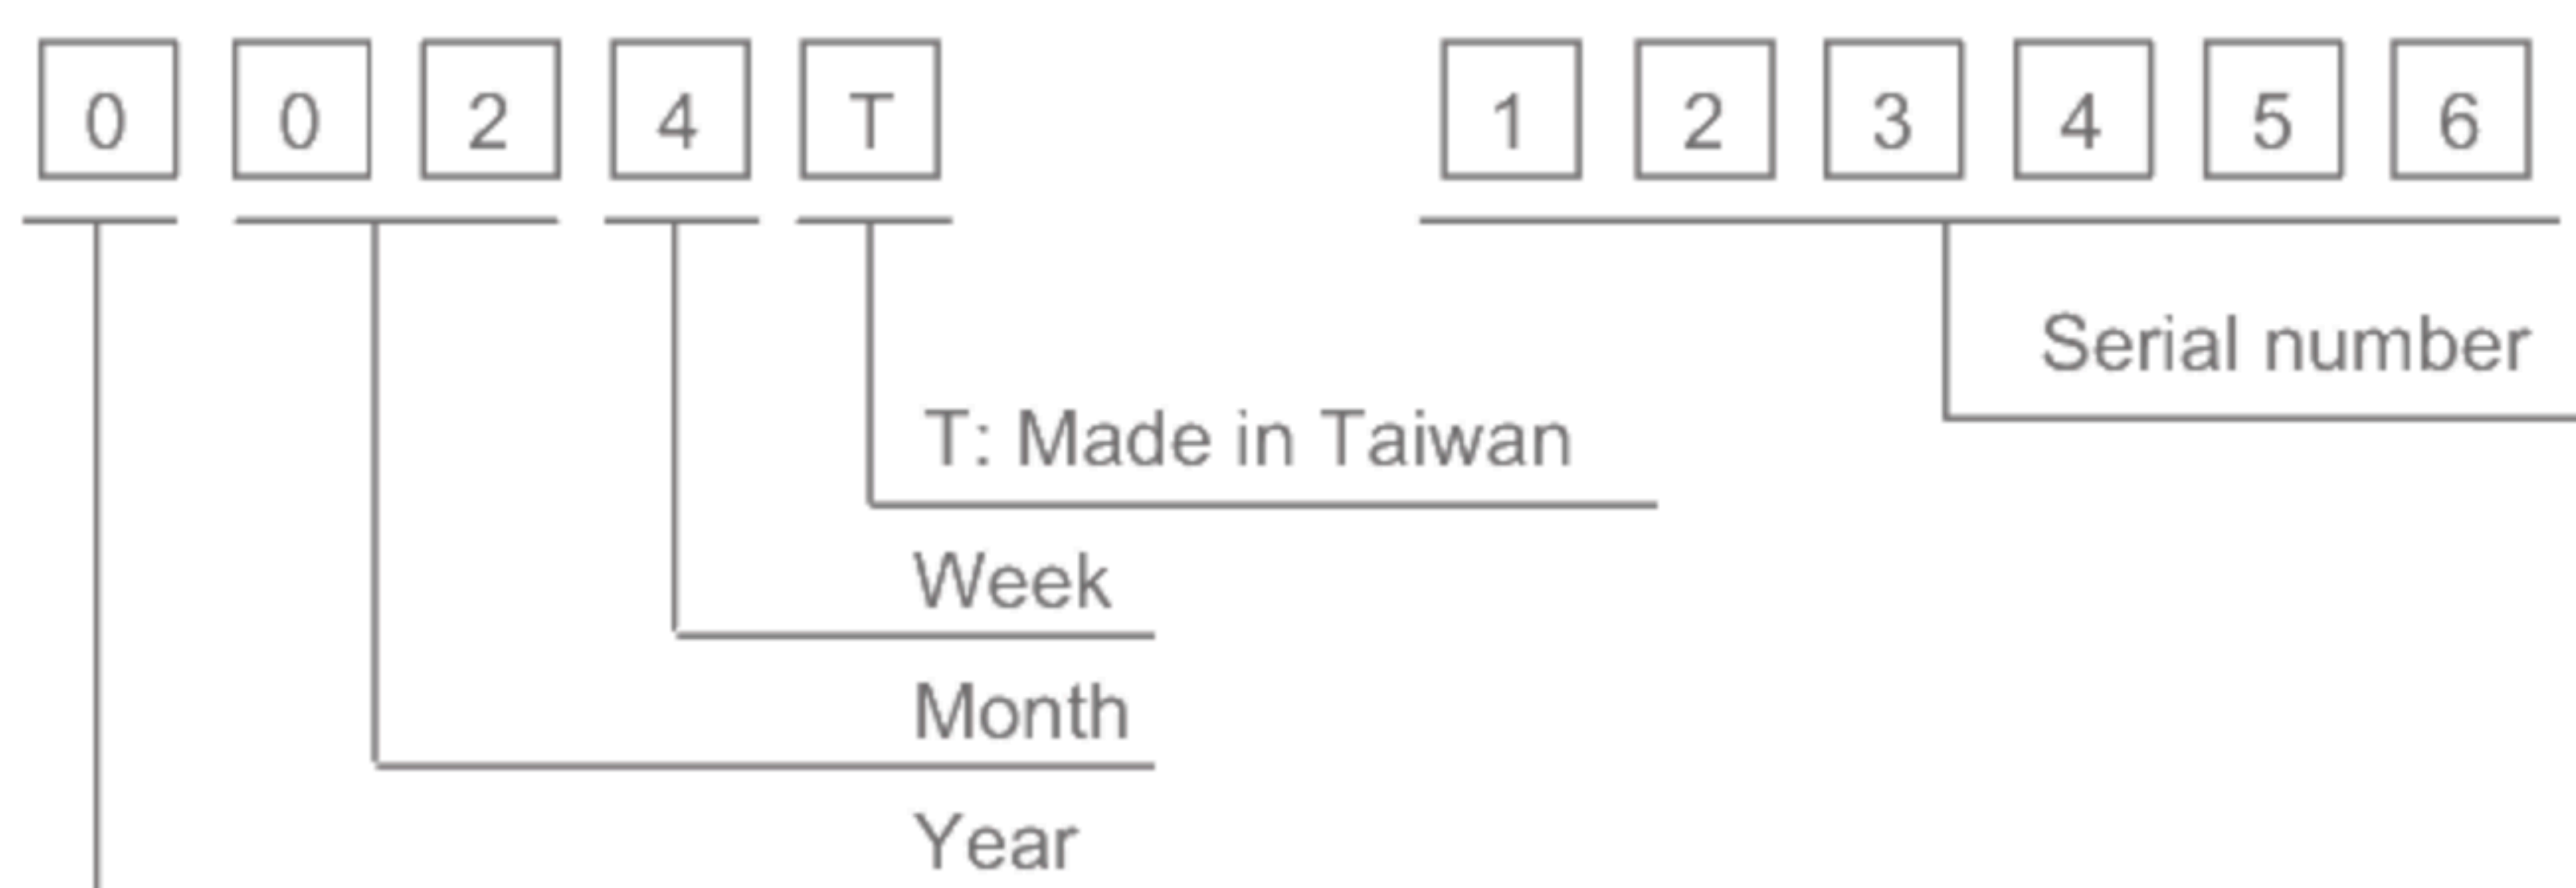 0 0 2 4 T 1 2 3 4 5 6
Serial number
T: Made in Taiwan
Week
Month
Year